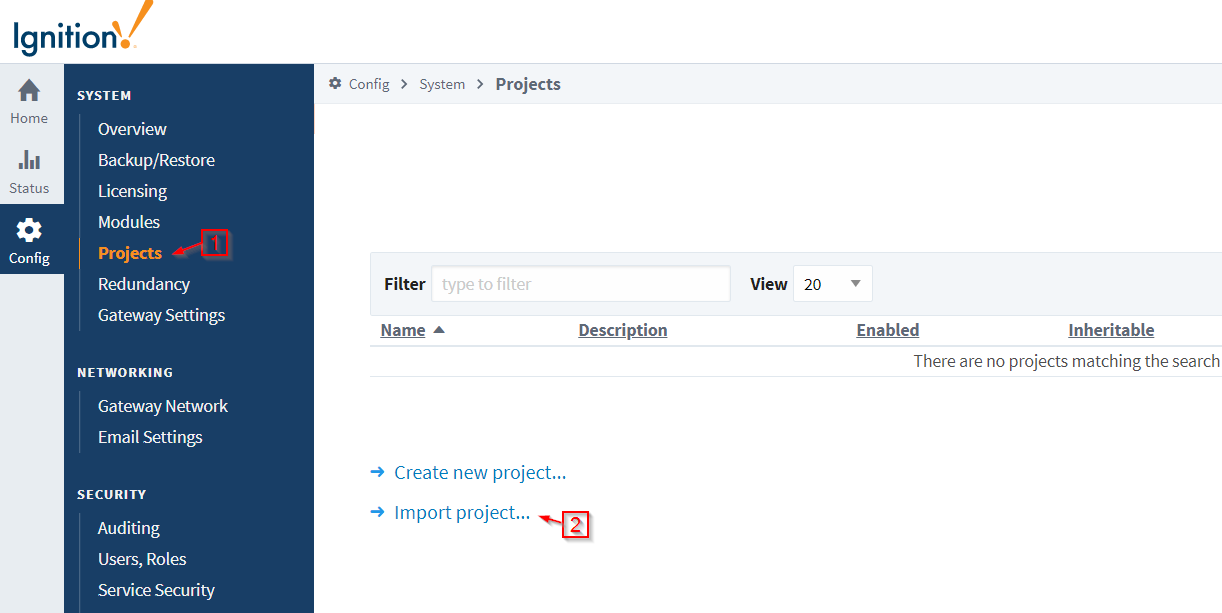 Ignition!
Home
Status
Config
SYSTEM
Overview
Backup/Restore
Licensing
Modules
Projects
1
Redundancy
Gateway Settings
NETWORKING
Gateway Network
Email Settings
SECURITY
Auditing
Users, Roles
Service Security
Config > System > Projects
Filter type to filter View 20
Name Description Enabled Inheritable
There are no projects matching the search
Create new project...
Import project...
2